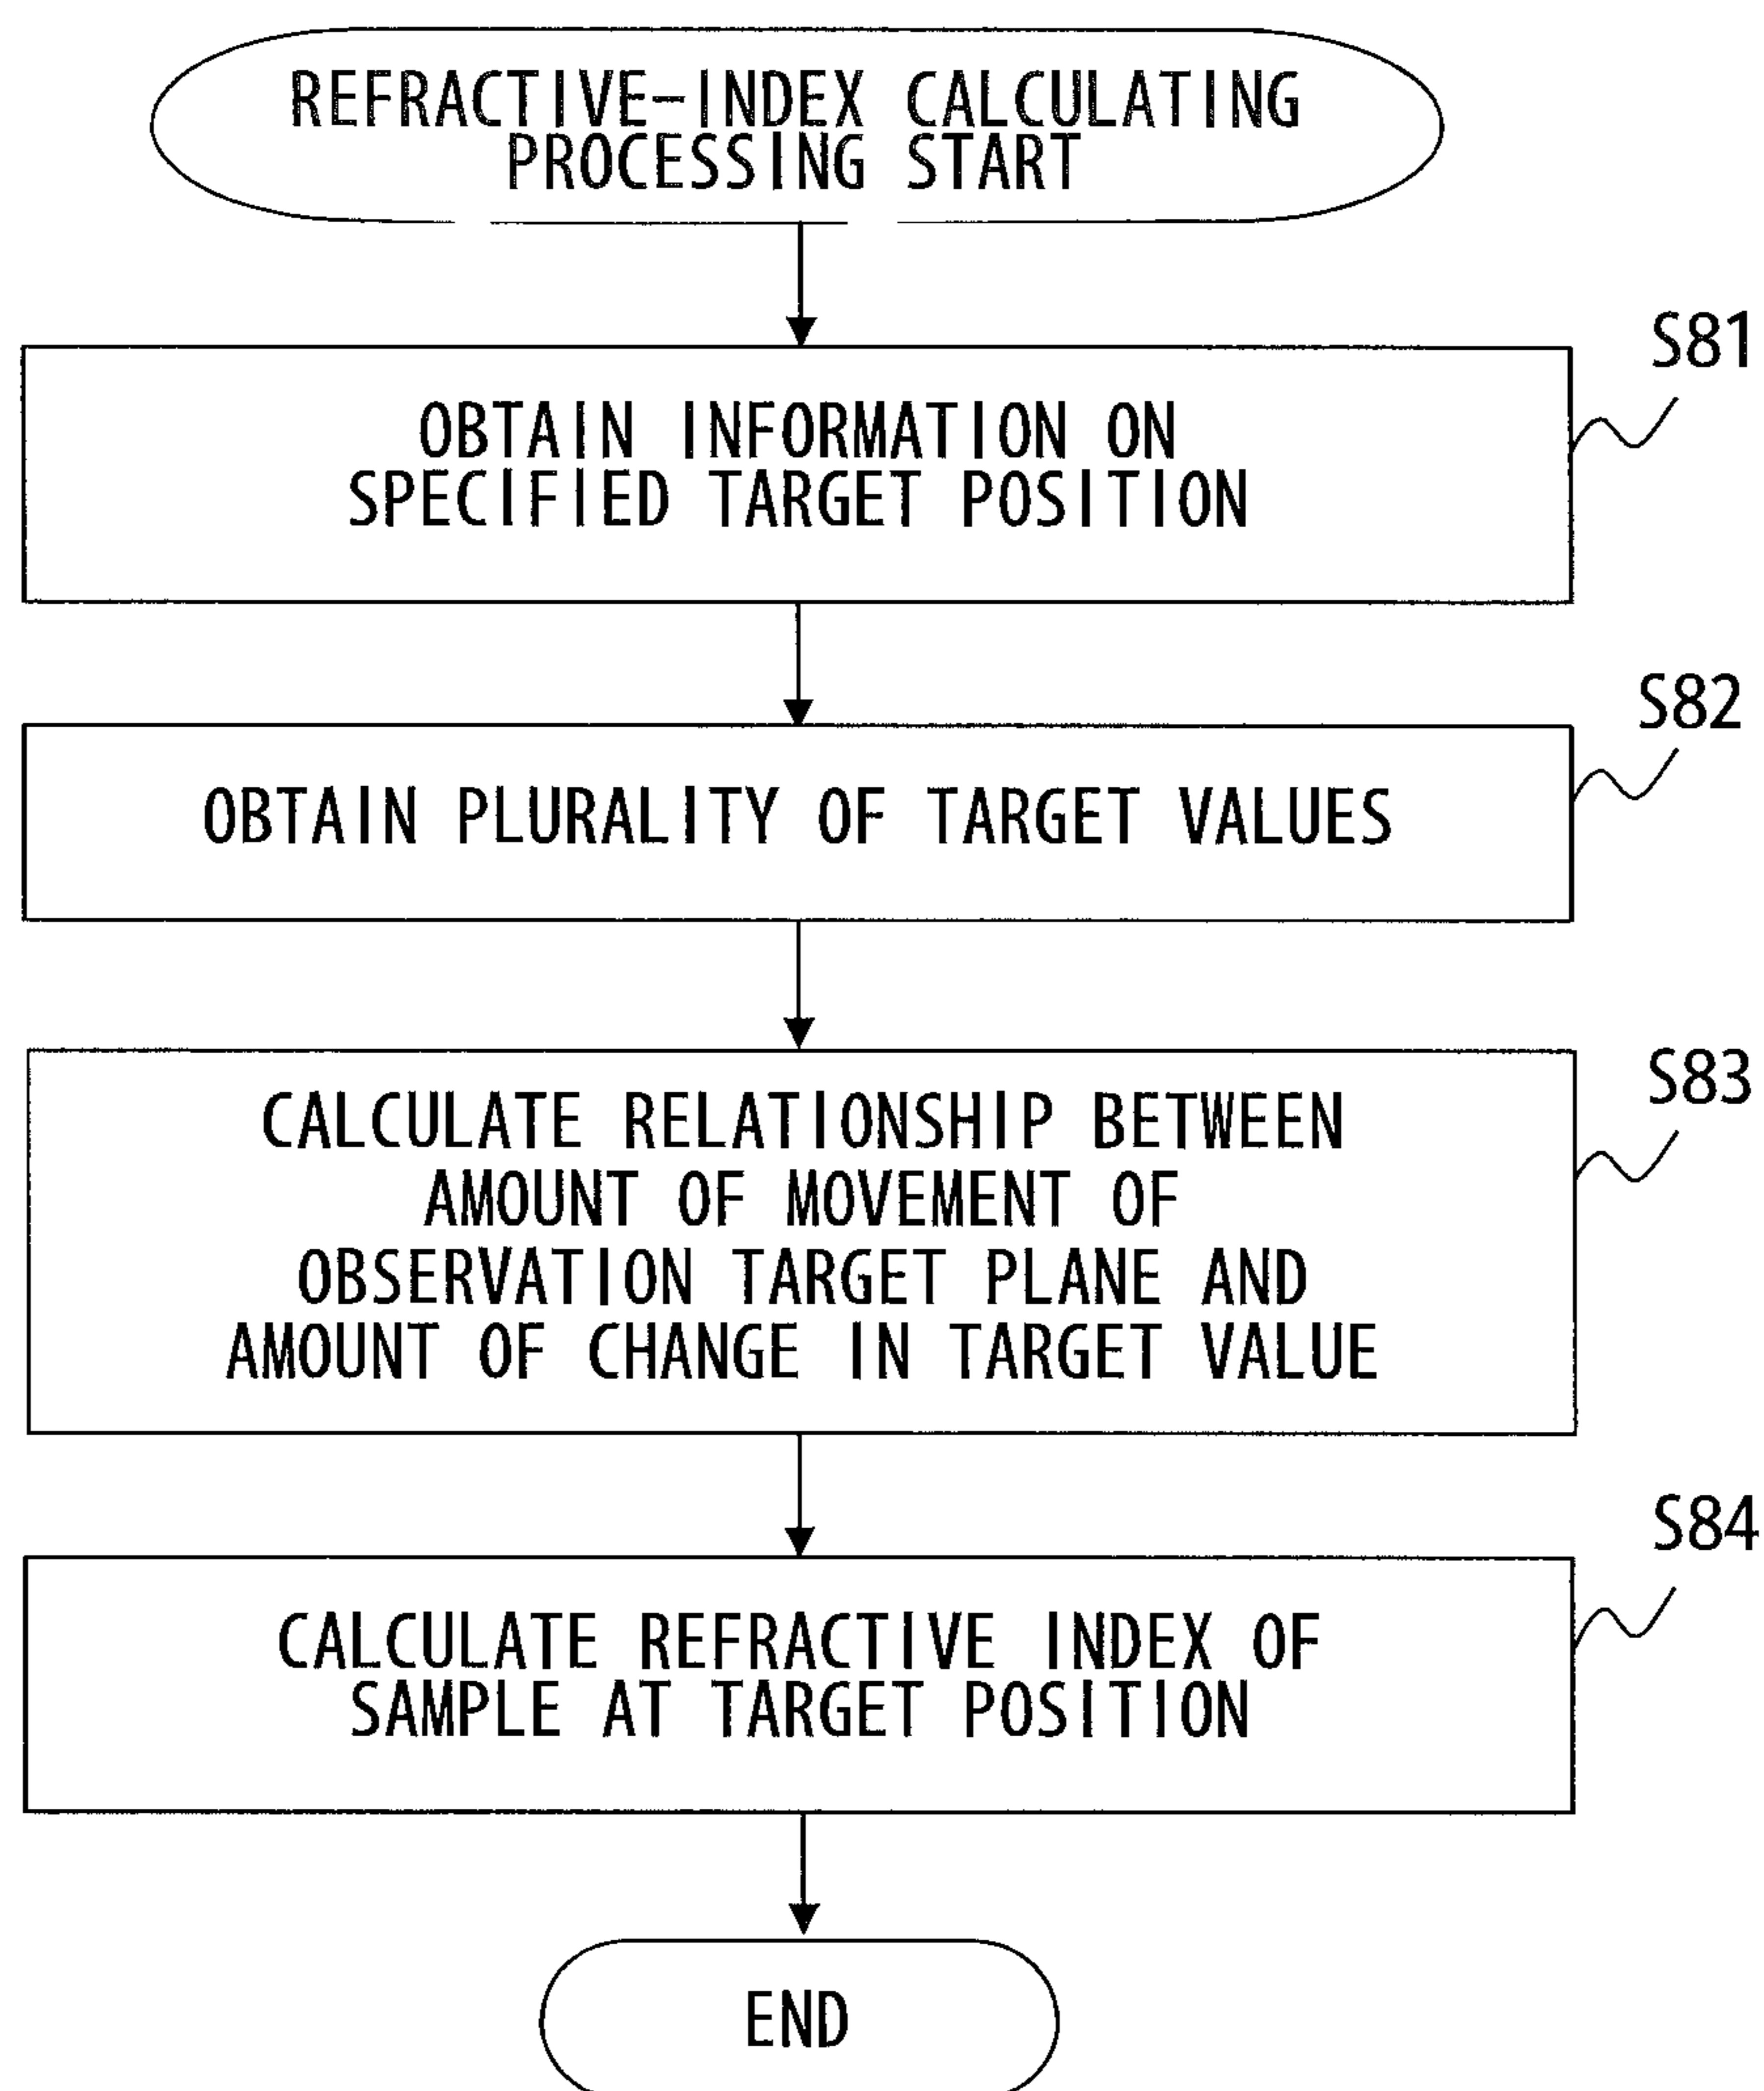 REFRACTIVE-INDEX CALCULATING
PROCESSING START
S81
OBTAIN INFORMATION ON
SPECIFIED TARGET POSITION
S82
OBTAIN PLURALITY OF TARGET VALUES
S83
CALCULATE RELATIONSHIP BETWEEN
AMOUNT OF MOVEMENT OF
OBSERVATION TARGET PLANE AND
AMOUNT OF CHANGE IN TARGET VALUE
S84
CALCULATE REFRACTIVE INDEX OF
SAMPLE AT TARGET POSITION
END